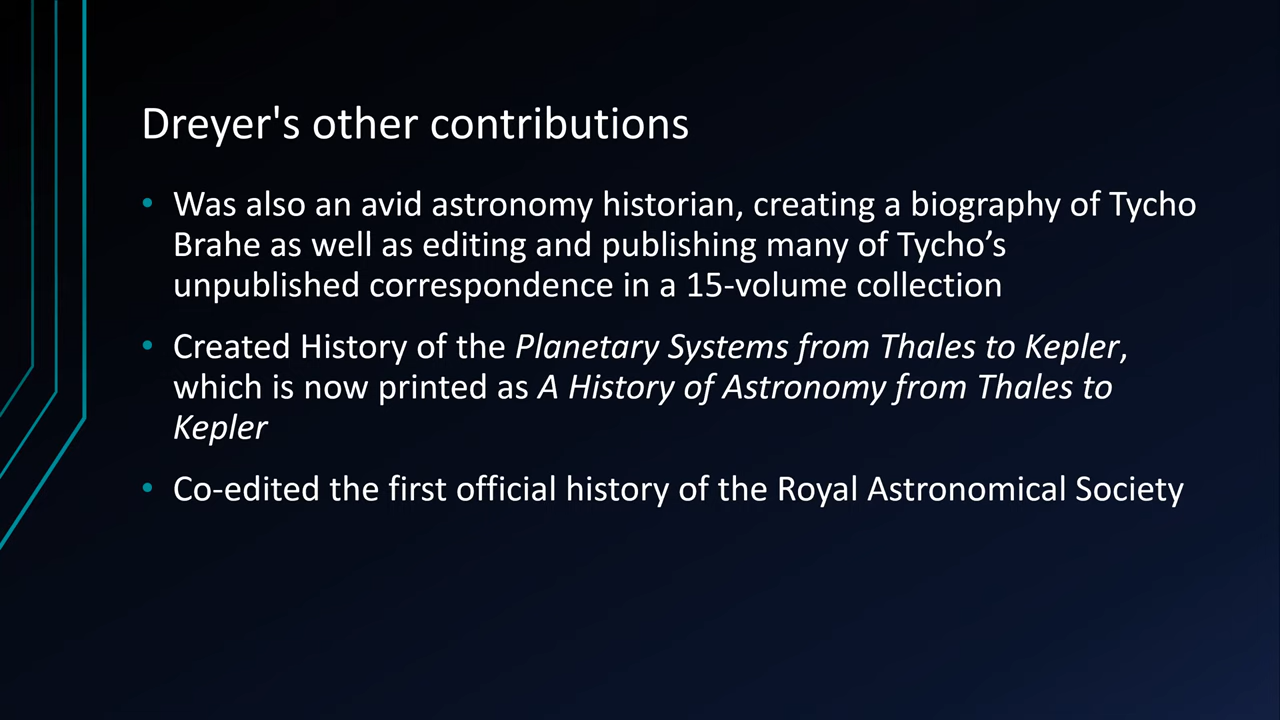 Dreyer's other contributions
• Was also an avid astronomy historian, creating a biography of Tycho
Brahe as well as editing and publishing many of Tycho’s
unpublished correspondence in a 15-volume collection
• Created History of the Planetary Systems from Thales to Kepler,
which is now printed as A History of Astronomy from Thales to
Kepler
• Co-edited the first official history of the Royal Astronomical Society